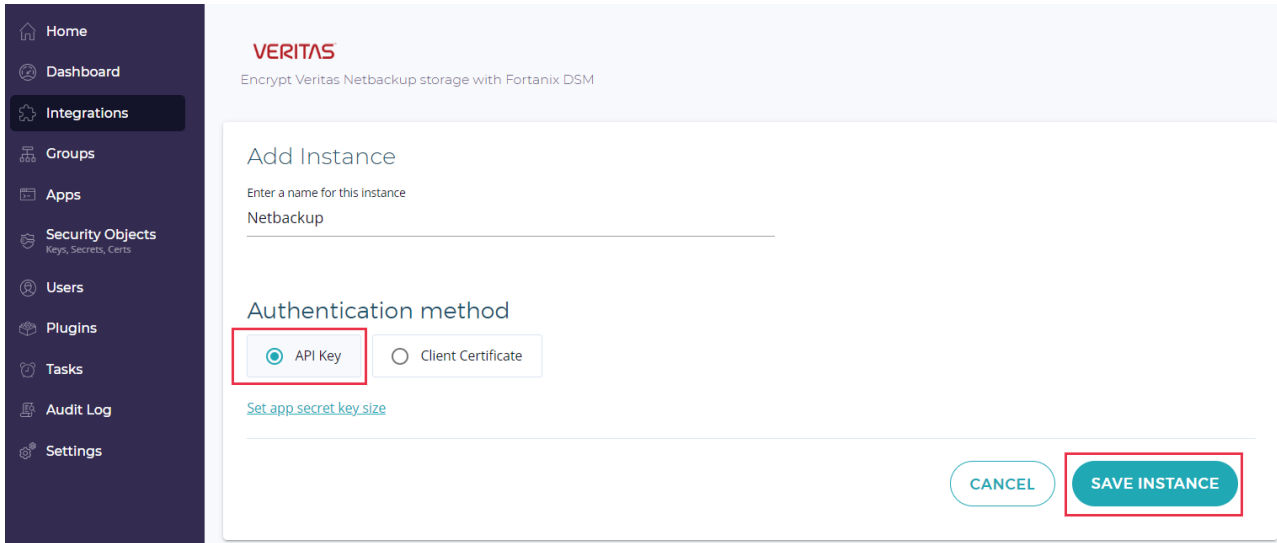 Home
Dashboard
Integrations
Groups
Apps
Security Objects
Keys, Secrets, Certs
Users
Plugins
Tasks
Audit Log
Settings
VERITAS
Encrypt Veritas Netbackup storage with Fortanix DSM
Add Instance
Enter a name for this instance
Netbackup
Authentication method
API Key Client Certificate
Set app secret key size
CANCEL SAVE INSTANCE